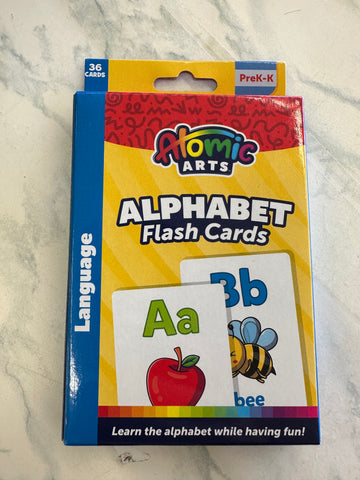 36
CARDS
PreK-K
Atomic
ARTS
ALPHABET
Flash Cards
Language
Aa
Bb
bee
Learn the alphabet while having fun!